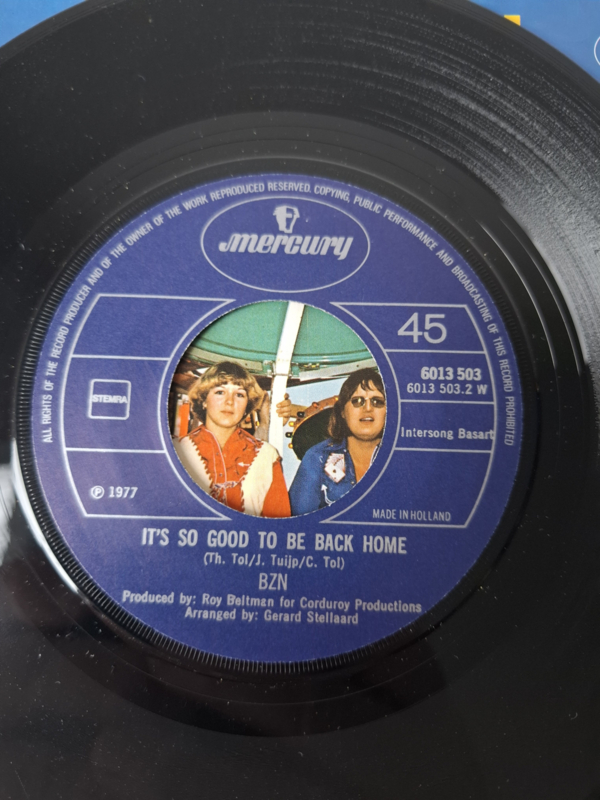 ALL RIGHTS OF THE RECORD PRODUCER AND OF THE OWNER OF THE WORK REPRODUCED RESERVED. COPYING, PUBLIC PERFORMANCE AND BROADCASTING OF THIS RECORD PROHIBITED
mercury
45
6013 503
6013 503.2 W
STEMRA
Intersong Basart
℗ 1977
MADE IN HOLLAND
IT'S SO GOOD TO BE BACK HOME
(Th. Tol/J. Tuijp/C. Tol)
BZN
Produced by: Roy Beltman for Corduroy Productions
Arranged by: Gerard Stellaard